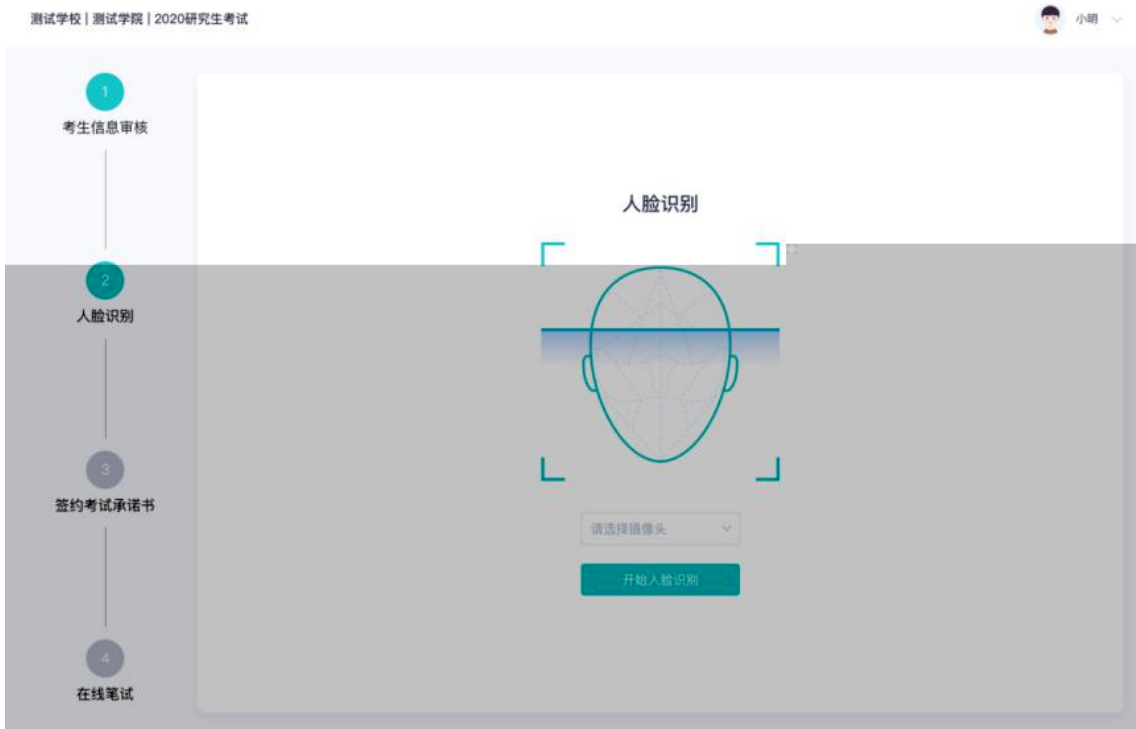 测试学校 | 测试学院 | 2020研究生考试
小明
1
考生信息审核
2
人脸识别
3
签约考试承诺书
4
在线笔试
人脸识别
请选择摄像头
开始人脸识别